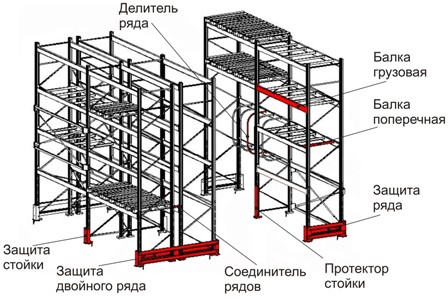 Делитель
ряда
Балка
грузовая
Балка
поперечная
Защита
ряда
Защита
стойки
Защита
двойного ряда
Соединитель
рядов
Протектор
стойки